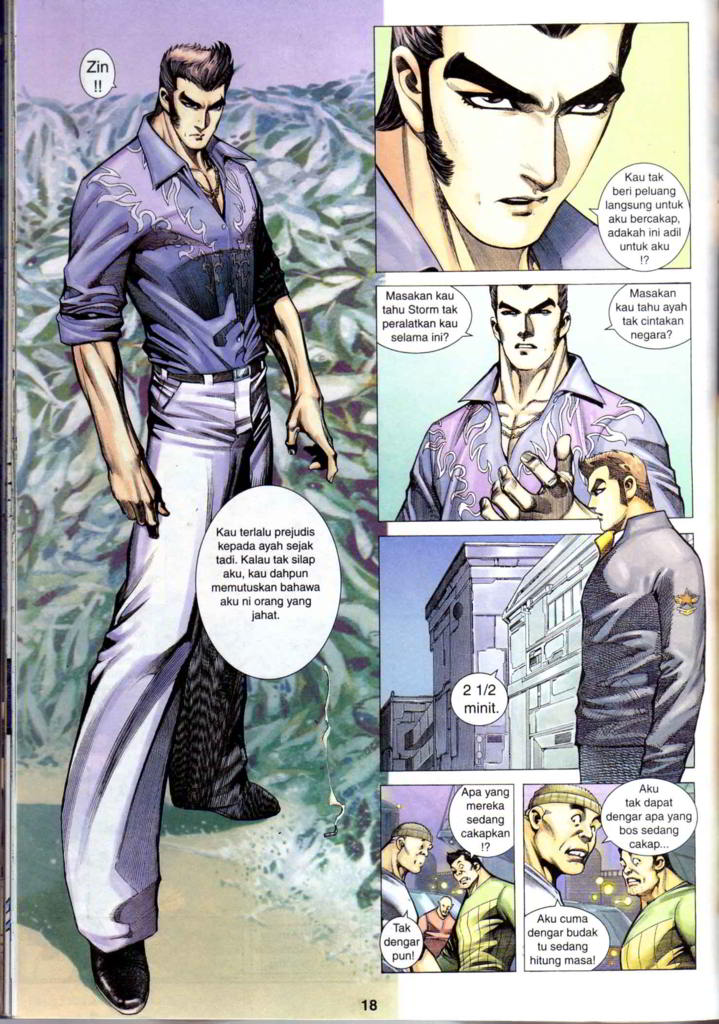 Zin
!!
Kau terlalu prejudis
kepada ayah sejak
tadi. Kalau tak silap
aku, kau dahpun
memutuskan bahawa
aku ni orang yang
jahat.
Kau tak
beri peluang
langsung untuk
aku bercakap,
adakah ini adil
untuk aku
!?
Masakan kau
tahu Storm tak
peralatkan kau
selama ini?
Masakan
kau tahu ayah
tak cintakan
negara?
2 1/2
minit.
Apa yang
mereka
sedang
cakapkan
!?
Tak
dengar
pun!
Aku
tak dapat
dengar apa yang
bos sedang
cakap...
Aku cuma
dengar budak
tu sedang
hitung masa!
18